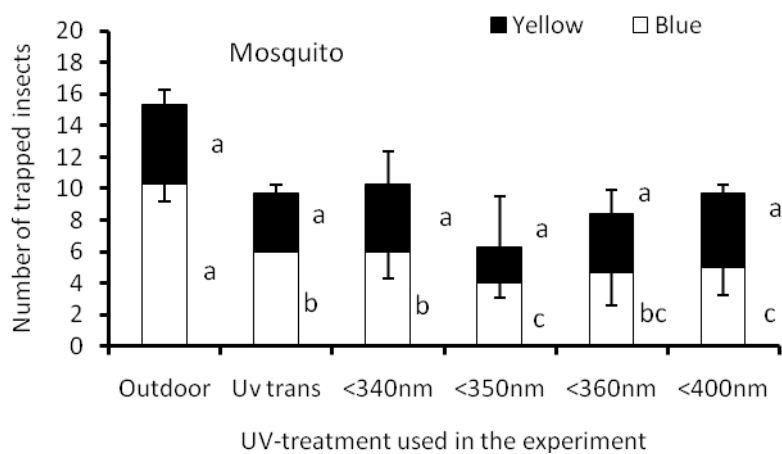 Yellow Blue
Mosquito
Number of trapped insects
20
18
16
14
12
10
8
6
4
2
0
a a a a a a
a b b c bc c
Outdoor Uv trans <340nm <350nm <360nm <400nm
UV-treatment used in the experiment